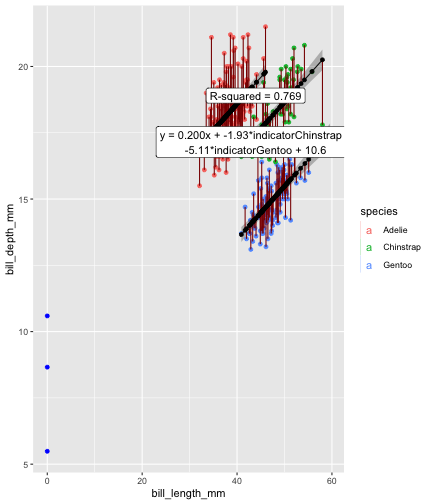 20
15
10
5
bill_depth_mm
R-squared = 0.769
y = 0.200x + -1.93*indicatorChinstrap
-5.11*indicatorGentoo + 10.6
0
20
40
60
bill_length_mm
species
a Adelie
a Chinstrap
a Gentoo